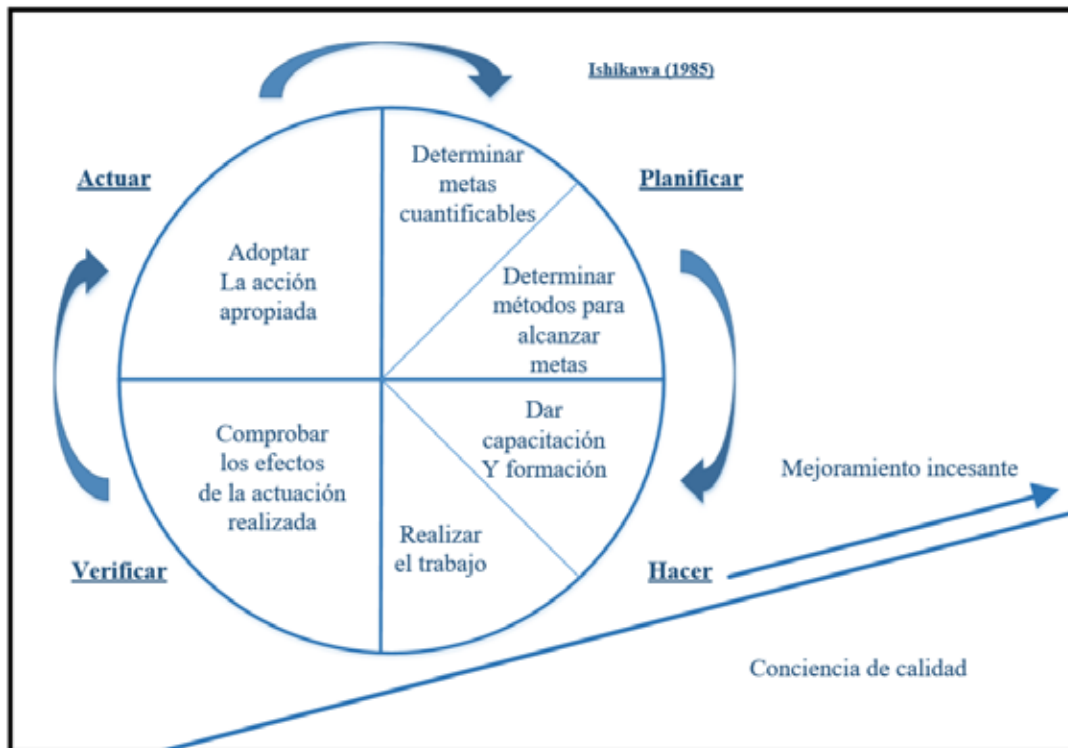 Ishikawa (1985)
Actuar
Planificar
Determinar
metas
cuantificables
Adoptar
La acción
apropiada
Determinar
métodos para
alcanzar
metas
Comprobar
los efectos
de la actuación
realizada
Dar
capacitación
Y formación
Realizar
el trabajo
Verificar
Hacer
Mejoramiento incesante
Conciencia de calidad